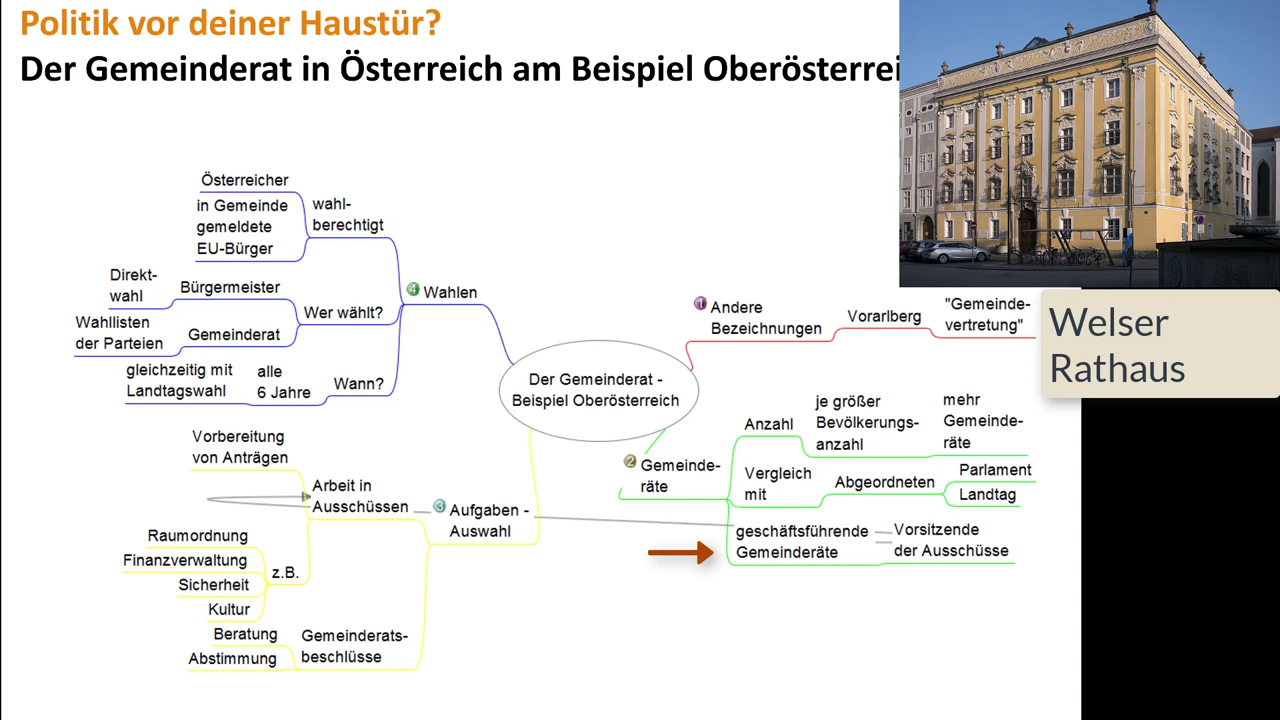 Politik vor deiner Haustür?
Der Gemeinderat in Österreich am Beispiel
Welser
Rathaus
Der Gemeinderat -
Beispiel Oberösterreich
1
Andere
Bezeichnungen
Vorarlberg
"Gemeinde-
vertretung"
2
Gemeinde-
räte
Anzahl
je größer
Bevölkerungs-
anzahl
mehr
Gemeinde-
räte
Vergleich
mit
Abgeordneten
Parlament
Landtag
geschäftsführende
Gemeinderäte
Vorsitzende
der Ausschüsse
3
Aufgaben -
Auswahl
Arbeit in
Ausschüssen
Vorbereitung
von Anträgen
z.B.
Raumordnung
Finanzverwaltung
Sicherheit
Kultur
Gemeinderats-
beschlüsse
Beratung
Abstimmung
4
Wahlen
wahl-
berechtigt
Österreicher
in Gemeinde
gemeldete
EU-Bürger
Wer wählt?
Bürgermeister
Direkt-
wahl
Gemeinderat
Wahllisten
der Parteien
Wann?
alle
6 Jahre
gleichzeitig mit
Landtagswahl